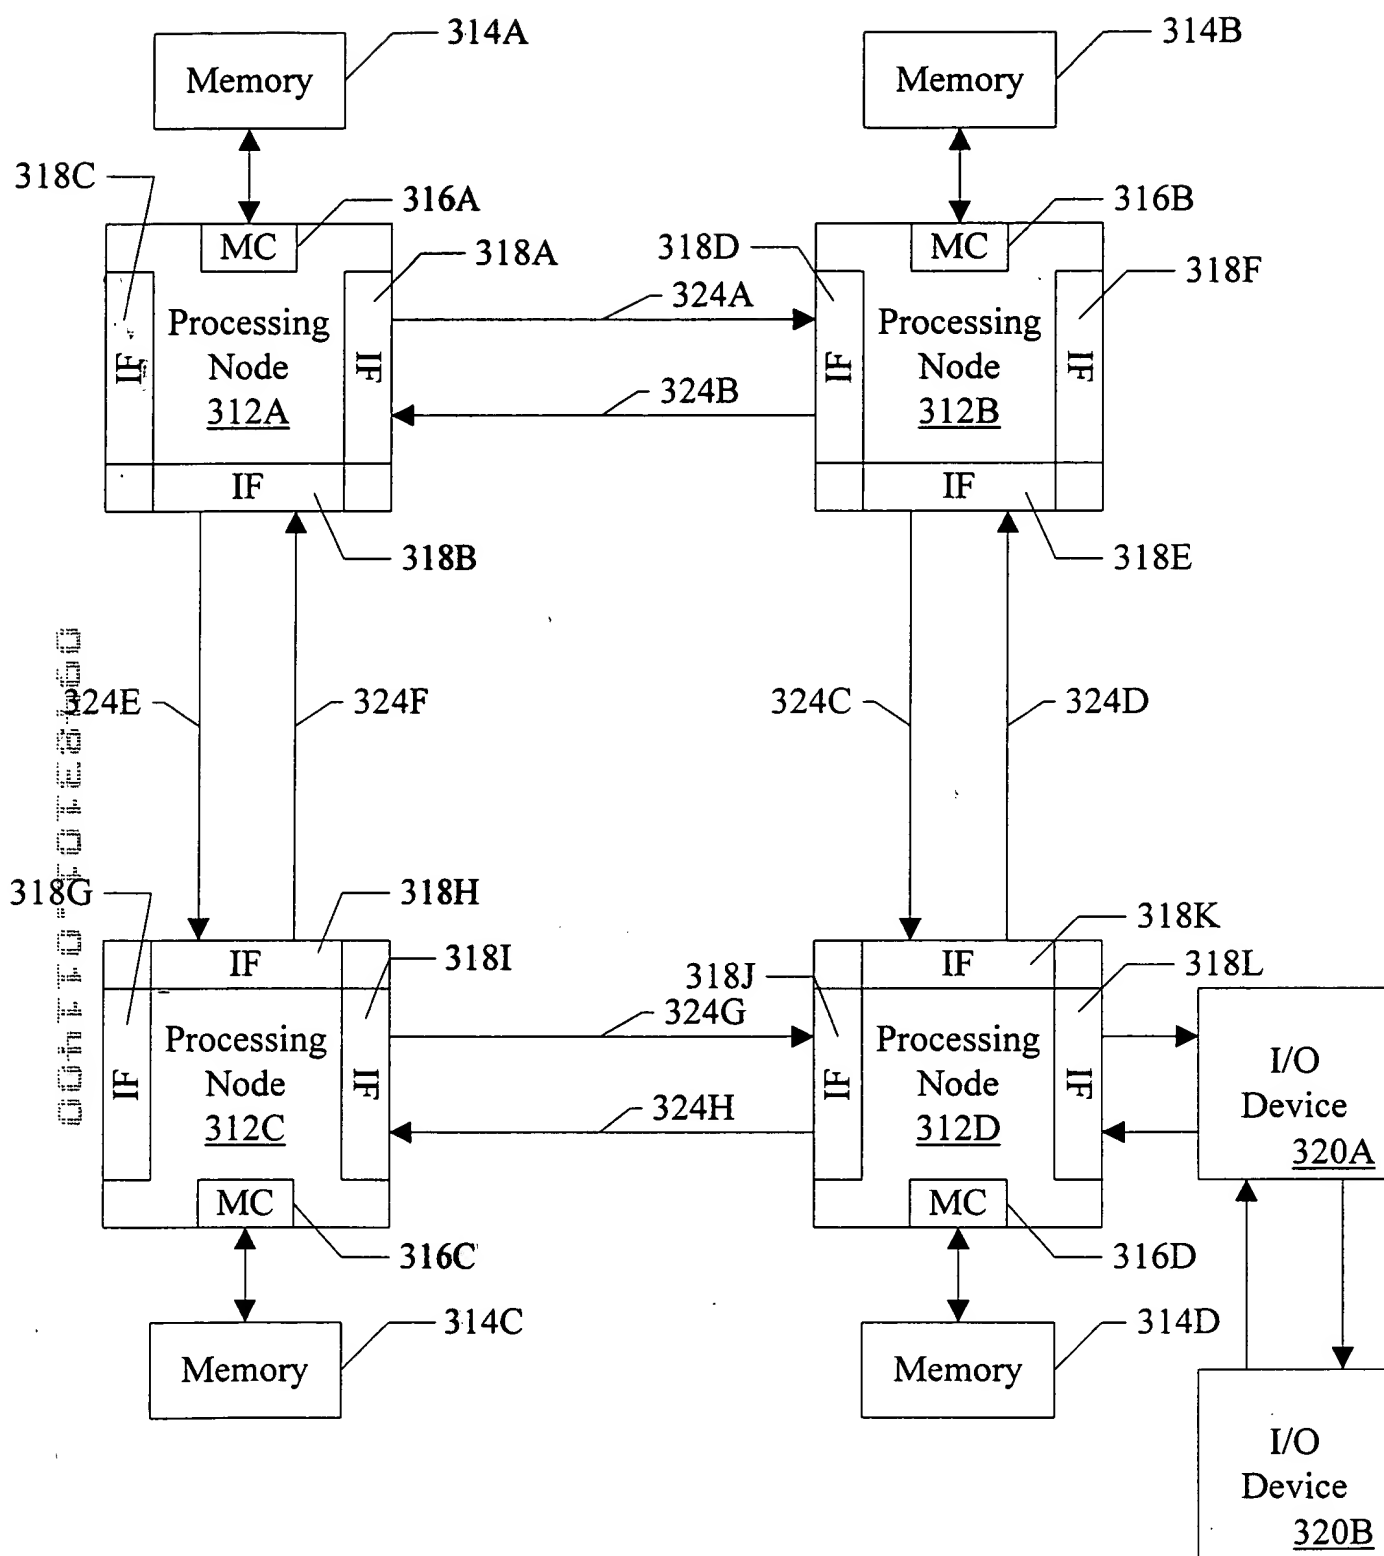 314A
Memory
314B
Memory
318C
316A
MC
318A
316B
MC
318D
318F
324A
Processing
Node
312A
IF
IF
IF
324B
Processing
Node
312B
IF
IF
IF
318B
318E
324E
324F
324C
324D
318G
318H
318I
IF
318K
318L
318J
IF
324G
Processing
Node
312C
IF
IF
324H
Processing
Node
312D
IF
IF
I/O
Device
320A
MC
316C
MC
316D
314C
Memory
314D
Memory
I/O
Device
320B